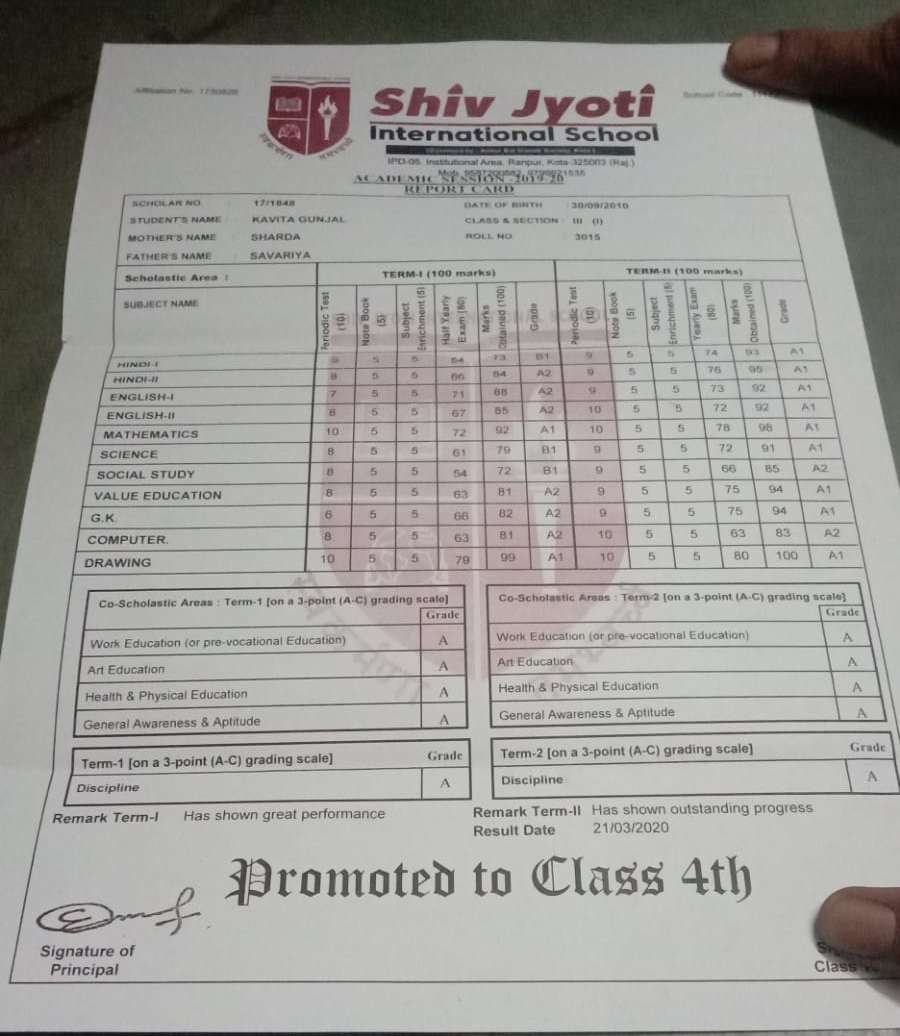 Affiliation No. 1730828
School Code :
Shiv Jyoti
International School
IPD-06, Institutional Area, Ranpur, Kota-325003 (Raj.)
ACADEMIC SESSION -2019-20
REPORT CARD
SCHOLAR NO : 17/1848 DATE OF BIRTH : 30/09/2010
STUDENT'S NAME : KAVITA GUNJAL CLASS & SECTION : III (I)
MOTHER'S NAME : SHARDA ROLL NO. : 3015
FATHER'S NAME : SAVARIYA
Scholastic Area : TERM-I (100 marks) TERM-II (100 marks)
SUBJECT NAME Periodic Test (10) Note Book (5) Subject Enrichment (5) Half Yearly Exam (80) Marks Obtained (100) Grade Periodic Test (10) Note Book (5) Subject Enrichment (5) Yearly Exam (80) Marks Obtained (100) Grade
HINDI-I 9 5 5 54 73 B1 9 5 5 74 93 A1
HINDI-II 8 5 5 66 84 A2 9 5 5 76 95 A1
ENGLISH-I 7 5 5 71 88 A2 9 5 5 73 92 A1
ENGLISH-II 8 5 5 67 85 A2 10 5 5 72 92 A1
MATHEMATICS 10 5 5 72 92 A1 10 5 5 78 98 A1
SCIENCE 8 5 5 61 79 B1 9 5 5 72 91 A1
SOCIAL STUDY 8 5 5 54 72 B1 9 5 5 66 85 A2
VALUE EDUCATION 8 5 5 63 81 A2 9 5 5 75 94 A1
G.K. 6 5 5 66 82 A2 9 5 5 75 94 A1
COMPUTER. 8 5 5 63 81 A2 10 5 5 63 83 A2
DRAWING 10 5 5 79 99 A1 10 5 5 80 100 A1
Co-Scholastic Areas : Term-1 [on a 3-point (A-C) grading scale]
Grade
Work Education (or pre-vocational Education) A
Art Education A
Health & Physical Education A
General Awareness & Aptitude A
Co-Scholastic Areas : Term-2 [on a 3-point (A-C) grading scale]
Grade
Work Education (or pre-vocational Education) A
Art Education A
Health & Physical Education A
General Awareness & Aptitude A
Term-1 [on a 3-point (A-C) grading scale] Grade
Discipline A
Term-2 [on a 3-point (A-C) grading scale] Grade
Discipline A
Remark Term-I Has shown great performance
Remark Term-II Has shown outstanding progress
Result Date 21/03/2020
Promoted to Class 4th
Signature of
Principal
Class